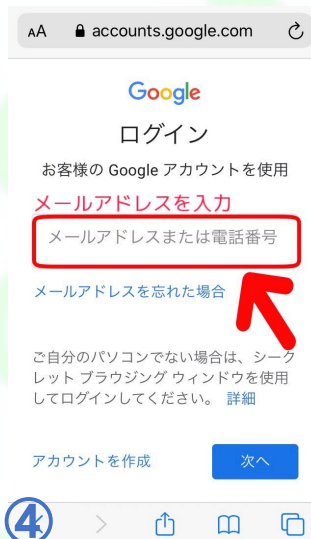 AA accounts.google.com
Google
ログイン
お客様の Google アカウントを使用
メールアドレスを入力
メールアドレスまたは電話番号
メールアドレスを忘れた場合
ご自分のパソコンでない場合は、シーク
レット ブラウジング ウィンドウを使用
してログインしてください。 詳細
アカウントを作成
次へ
④